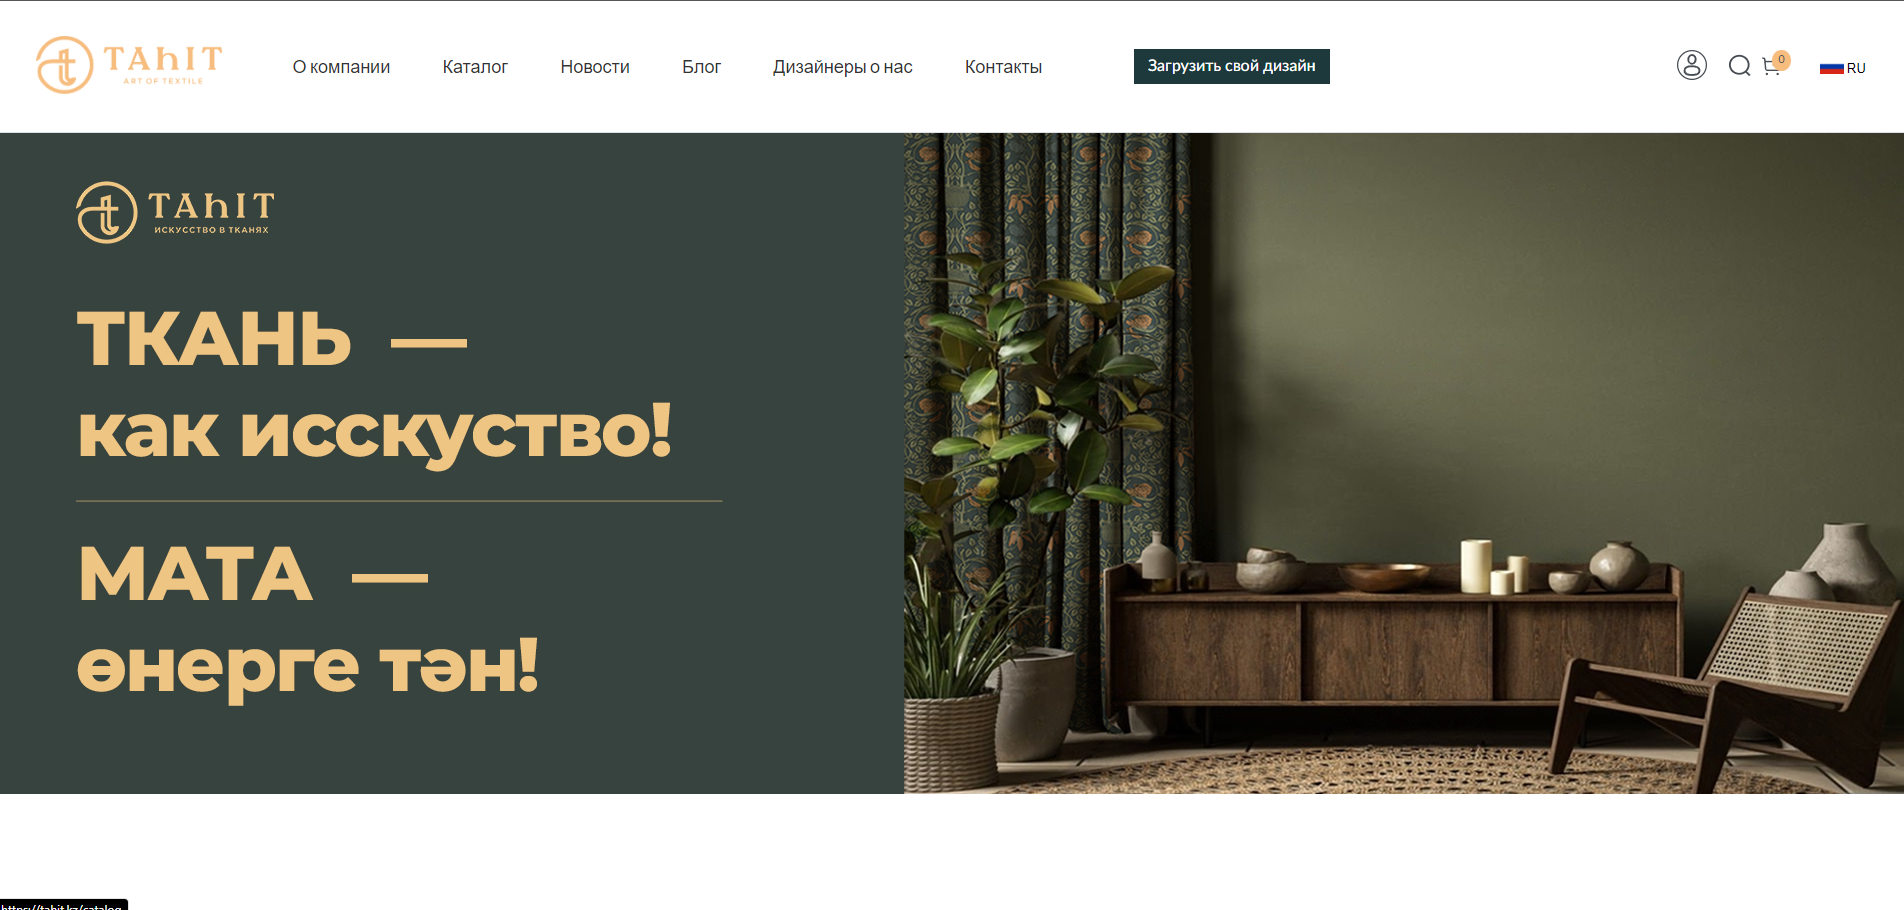 TAhIT
ART OF TEXTILE
О компании
Каталог
Новости
Блог
Дизайнеры о нас
Контакты
Загрузить свой дизайн
0
RU
TAhIT
ИСКУССТВО В ТКАНЯХ
ТКАНЬ —
как исскуство!
МАТА —
өнерге тән!
https://tahit.kz/catalog